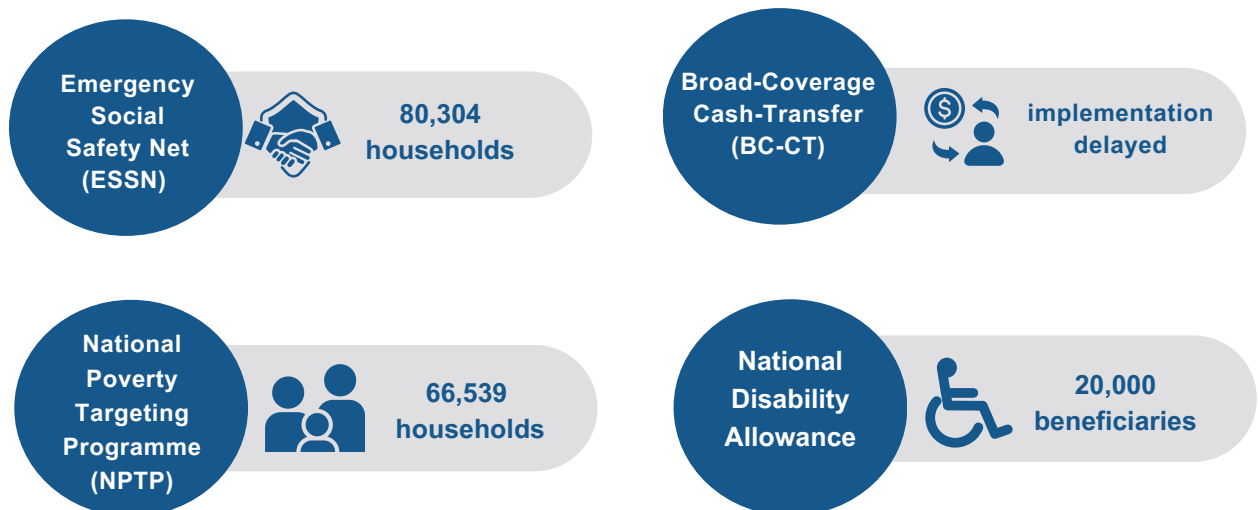 Emergency
Social
Safety Net
(ESSN)
80,304
households
Broad-Coverage
Cash-Transfer
(BC-CT)
$
implementation
delayed
National
Poverty
Targeting
Programme
(NPTP)
66,539
households
National
Disability
Allowance
20,000
beneficiaries